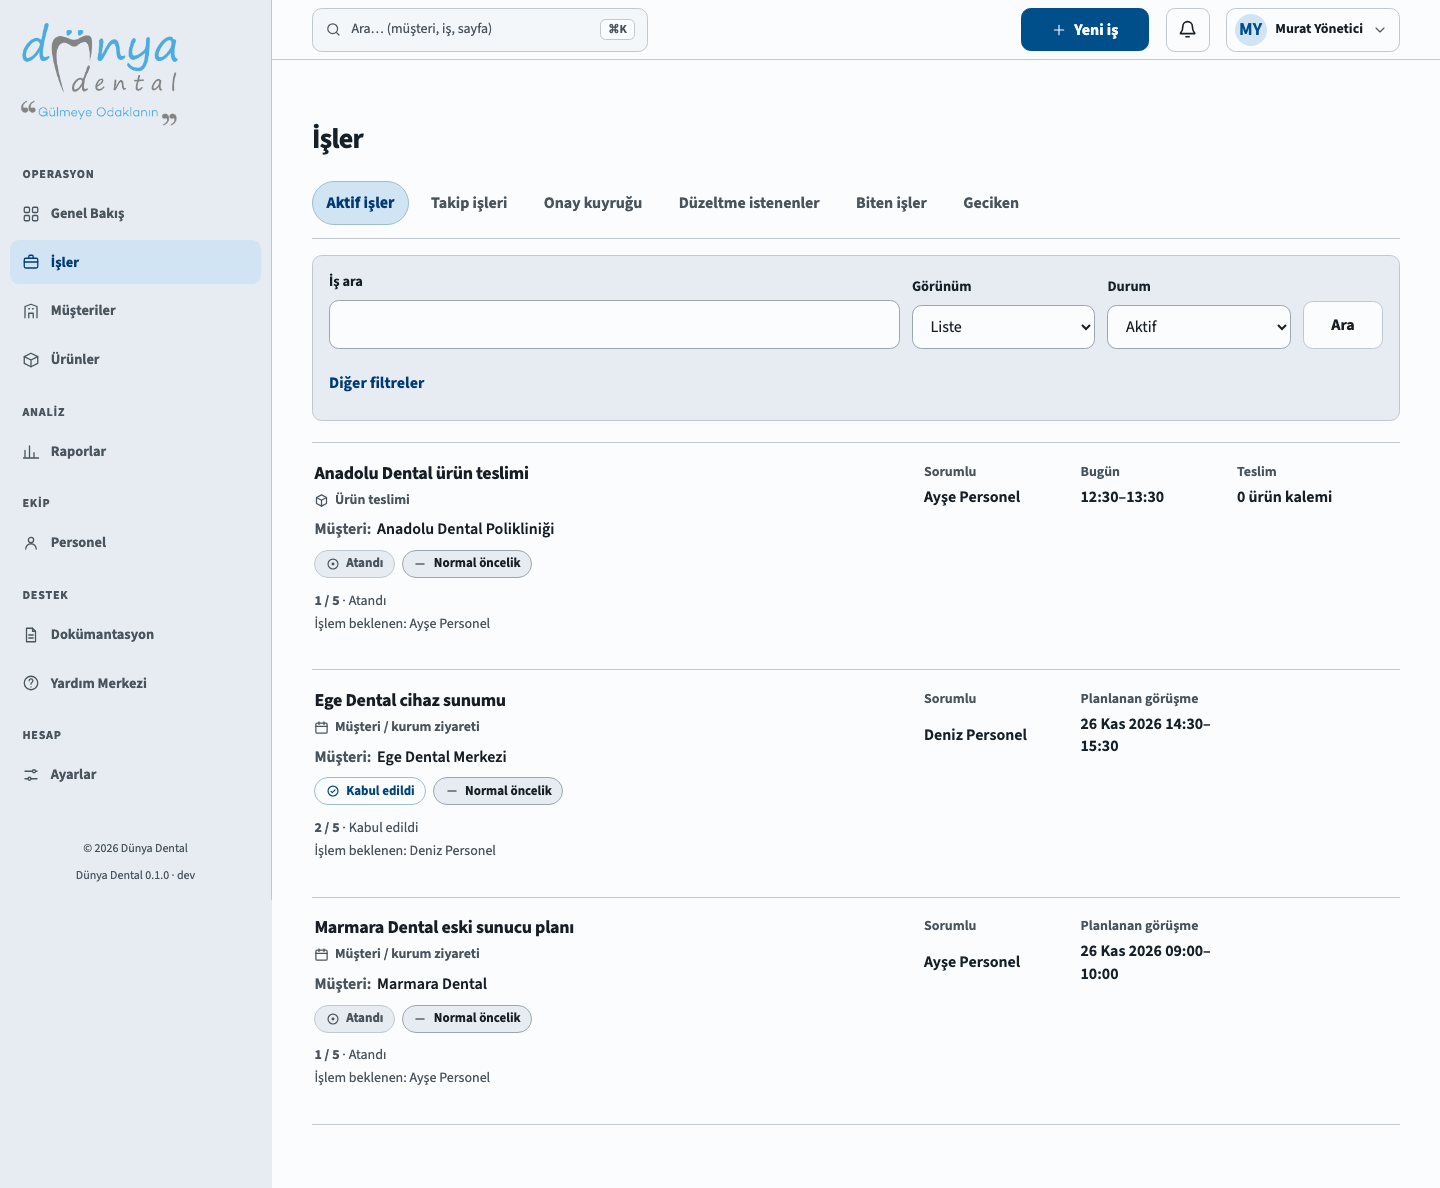 dünya
dental
“Gülmeye Odaklanın”
OPERASYON
Genel Bakış
İşler
Müşteriler
Ürünler
ANALİZ
Raporlar
EKİP
Personel
DESTEK
Dokümantasyon
Yardım Merkezi
HESAP
Ayarlar
© 2026 Dünya Dental
Dünya Dental 0.1.0 · dev
Ara… (müşteri, iş, sayfa)
⌘K
Yeni iş
MY
Murat Yönetici
İşler
Aktif işler
Takip işleri
Onay kuyruğu
Düzeltme istenenler
Biten işler
Geciken
İş ara
Görünüm
Liste
Durum
Aktif
Ara
Diğer filtreler
Anadolu Dental ürün teslimi
Ürün teslimi
Müşteri: Anadolu Dental Polikliniği
Atandı
Normal öncelik
1 / 5 · Atandı
İşlem beklenen: Ayşe Personel
Sorumlu
Ayşe Personel
Bugün
12:30–13:30
Teslim
0 ürün kalemi
Ege Dental cihaz sunumu
Müşteri / kurum ziyareti
Müşteri: Ege Dental Merkezi
Kabul edildi
Normal öncelik
2 / 5 · Kabul edildi
İşlem beklenen: Deniz Personel
Sorumlu
Deniz Personel
Planlanan görüşme
26 Kas 2026 14:30–
15:30
Marmara Dental eski sunucu planı
Müşteri / kurum ziyareti
Müşteri: Marmara Dental
Atandı
Normal öncelik
1 / 5 · Atandı
İşlem beklenen: Ayşe Personel
Sorumlu
Ayşe Personel
Planlanan görüşme
26 Kas 2026 09:00–
10:00